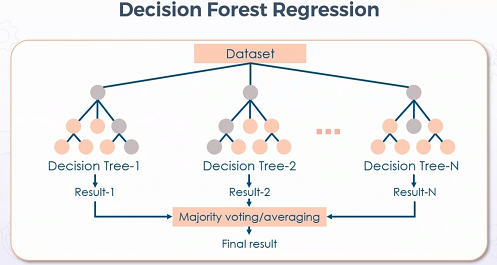 Decision Forest Regression
Dataset
Decision Tree-1
Decision Tree-2
Decision Tree-N
Result-1
Result-2
Result-N
Majority voting/averaging
Final result